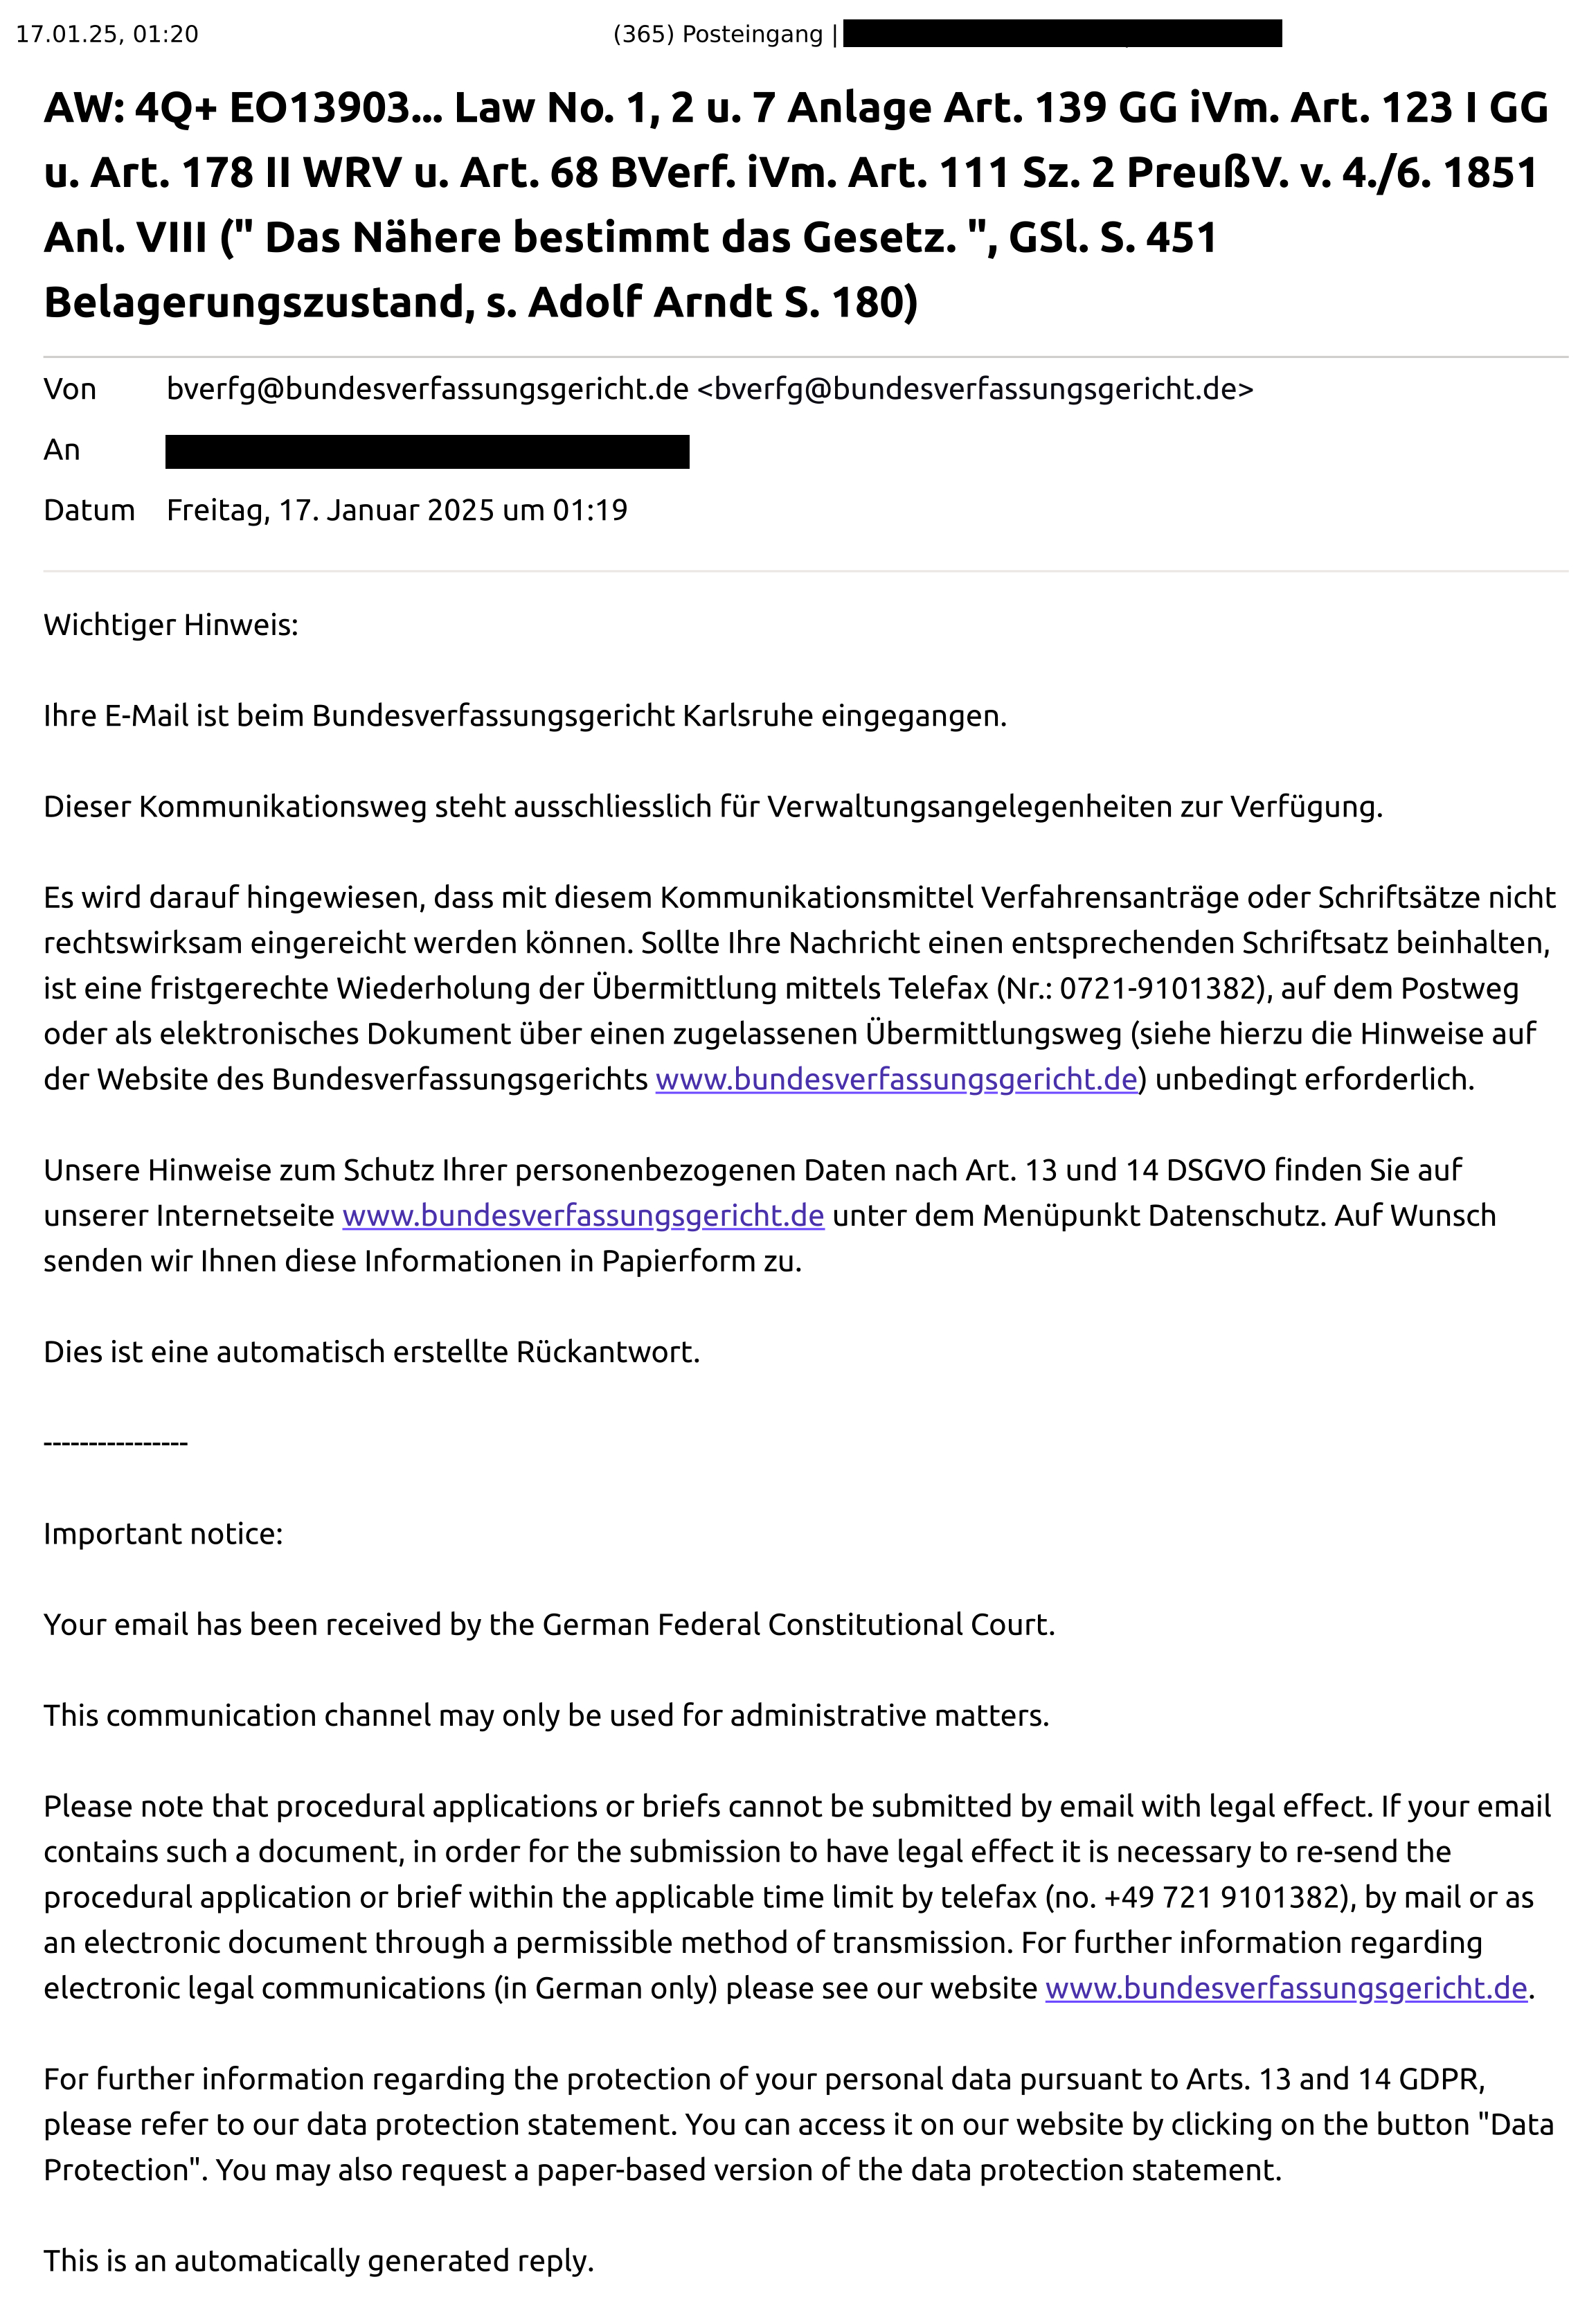 17.01.25, 01:20
(365) Posteingang |
AW: 4Q+ EO13903... Law No. 1, 2 u. 7 Anlage Art. 139 GG iVm. Art. 123 I GG
u. Art. 178 II WRV u. Art. 68 BVerf. iVm. Art. 111 Sz. 2 PreußV. v. 4./6. 1851
Anl. VIII (" Das Nähere bestimmt das Gesetz. ", GSl. S. 451
Belagerungszustand, s. Adolf Arndt S. 180)
Von bverfg@bundesverfassungsgericht.de <bverfg@bundesverfassungsgericht.de>
An
Datum Freitag, 17. Januar 2025 um 01:19
Wichtiger Hinweis:
Ihre E-Mail ist beim Bundesverfassungsgericht Karlsruhe eingegangen.
Dieser Kommunikationsweg steht ausschliesslich für Verwaltungsangelegenheiten zur Verfügung.
Es wird darauf hingewiesen, dass mit diesem Kommunikationsmittel Verfahrensanträge oder Schriftsätze nicht
rechtswirksam eingereicht werden können. Sollte Ihre Nachricht einen entsprechenden Schriftsatz beinhalten,
ist eine fristgerechte Wiederholung der Übermittlung mittels Telefax (Nr.: 0721-9101382), auf dem Postweg
oder als elektronisches Dokument über einen zugelassenen Übermittlungsweg (siehe hierzu die Hinweise auf
der Website des Bundesverfassungsgerichts www.bundesverfassungsgericht.de) unbedingt erforderlich.
Unsere Hinweise zum Schutz Ihrer personenbezogenen Daten nach Art. 13 und 14 DSGVO finden Sie auf
unserer Internetseite www.bundesverfassungsgericht.de unter dem Menüpunkt Datenschutz. Auf Wunsch
senden wir Ihnen diese Informationen in Papierform zu.
Dies ist eine automatisch erstellte Rückantwort.
----------------
Important notice:
Your email has been received by the German Federal Constitutional Court.
This communication channel may only be used for administrative matters.
Please note that procedural applications or briefs cannot be submitted by email with legal effect. If your email
contains such a document, in order for the submission to have legal effect it is necessary to re-send the
procedural application or brief within the applicable time limit by telefax (no. +49 721 9101382), by mail or as
an electronic document through a permissible method of transmission. For further information regarding
electronic legal communications (in German only) please see our website www.bundesverfassungsgericht.de.
For further information regarding the protection of your personal data pursuant to Arts. 13 and 14 GDPR,
please refer to our data protection statement. You can access it on our website by clicking on the button "Data
Protection". You may also request a paper-based version of the data protection statement.
This is an automatically generated reply.